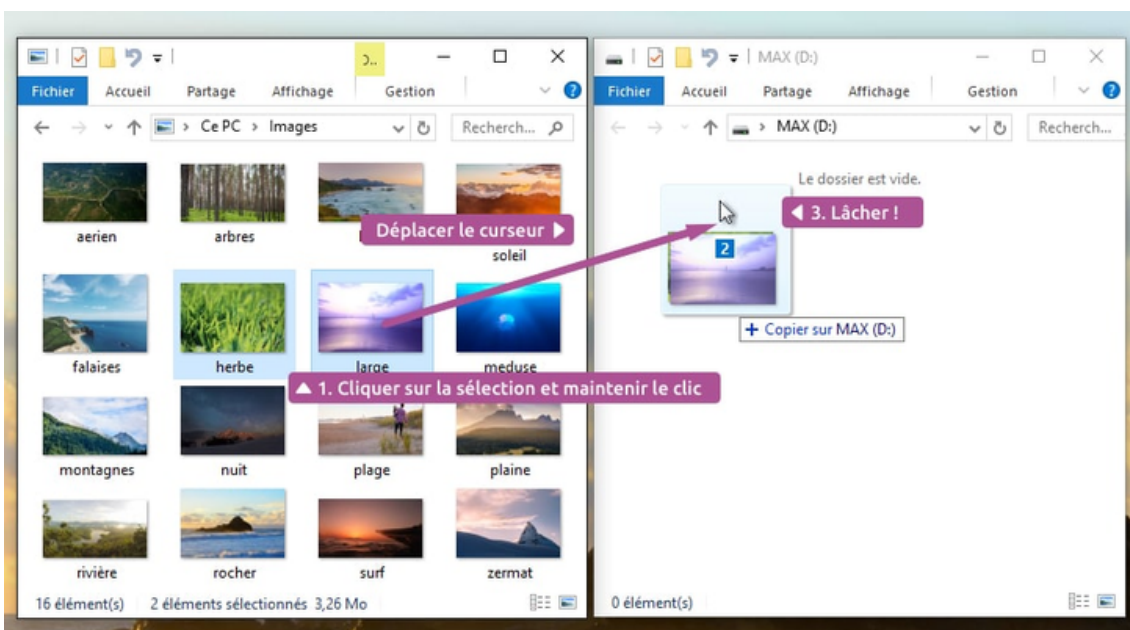 MAX (D:)
Fichier Accueil Partage Affichage Gestion
Fichier Accueil Partage Affichage Gestion
Ce PC > Images
Recherch...
MAX (D:)
Recherch...
Le dossier est vide.
3. Lâcher !
Déplacer le curseur
aerien arbres
soleil
2
Copier sur MAX (D:)
falaises herbe large meduse
1. Cliquer sur la sélection et maintenir le clic
montagnes nuit plage plaine
rivière rocher surf zermat
16 élément(s) 2 éléments sélectionnés 3,26 Mo
0 élément(s)